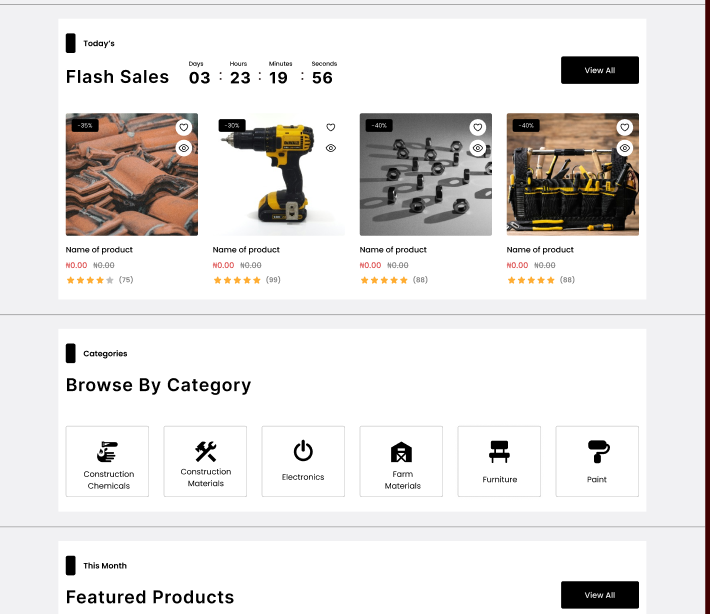 Today's
Flash Sales
Days Hours Minutes Seconds
03 : 23 : 19 : 56
View All
-35%
-30%
-40%
-40%
DEWALT
Name of product
Name of product
Name of product
Name of product
₦0.00 ₦0.00
₦0.00 ₦0.00
₦0.00 ₦0.00
₦0.00 ₦0.00
(75)
(99)
(88)
(88)
Categories
Browse By Category
Construction
Chemicals
Construction
Materials
Electronics
Farm
Materials
Furniture
Paint
This Month
Featured Products
View All